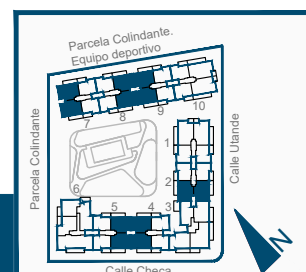 Parcela Colindante.
Equipo deportivo
Parcela Colindante
Calle Utande
10
9
8
7
1
2
6
5
4
3
Calle Checa
N